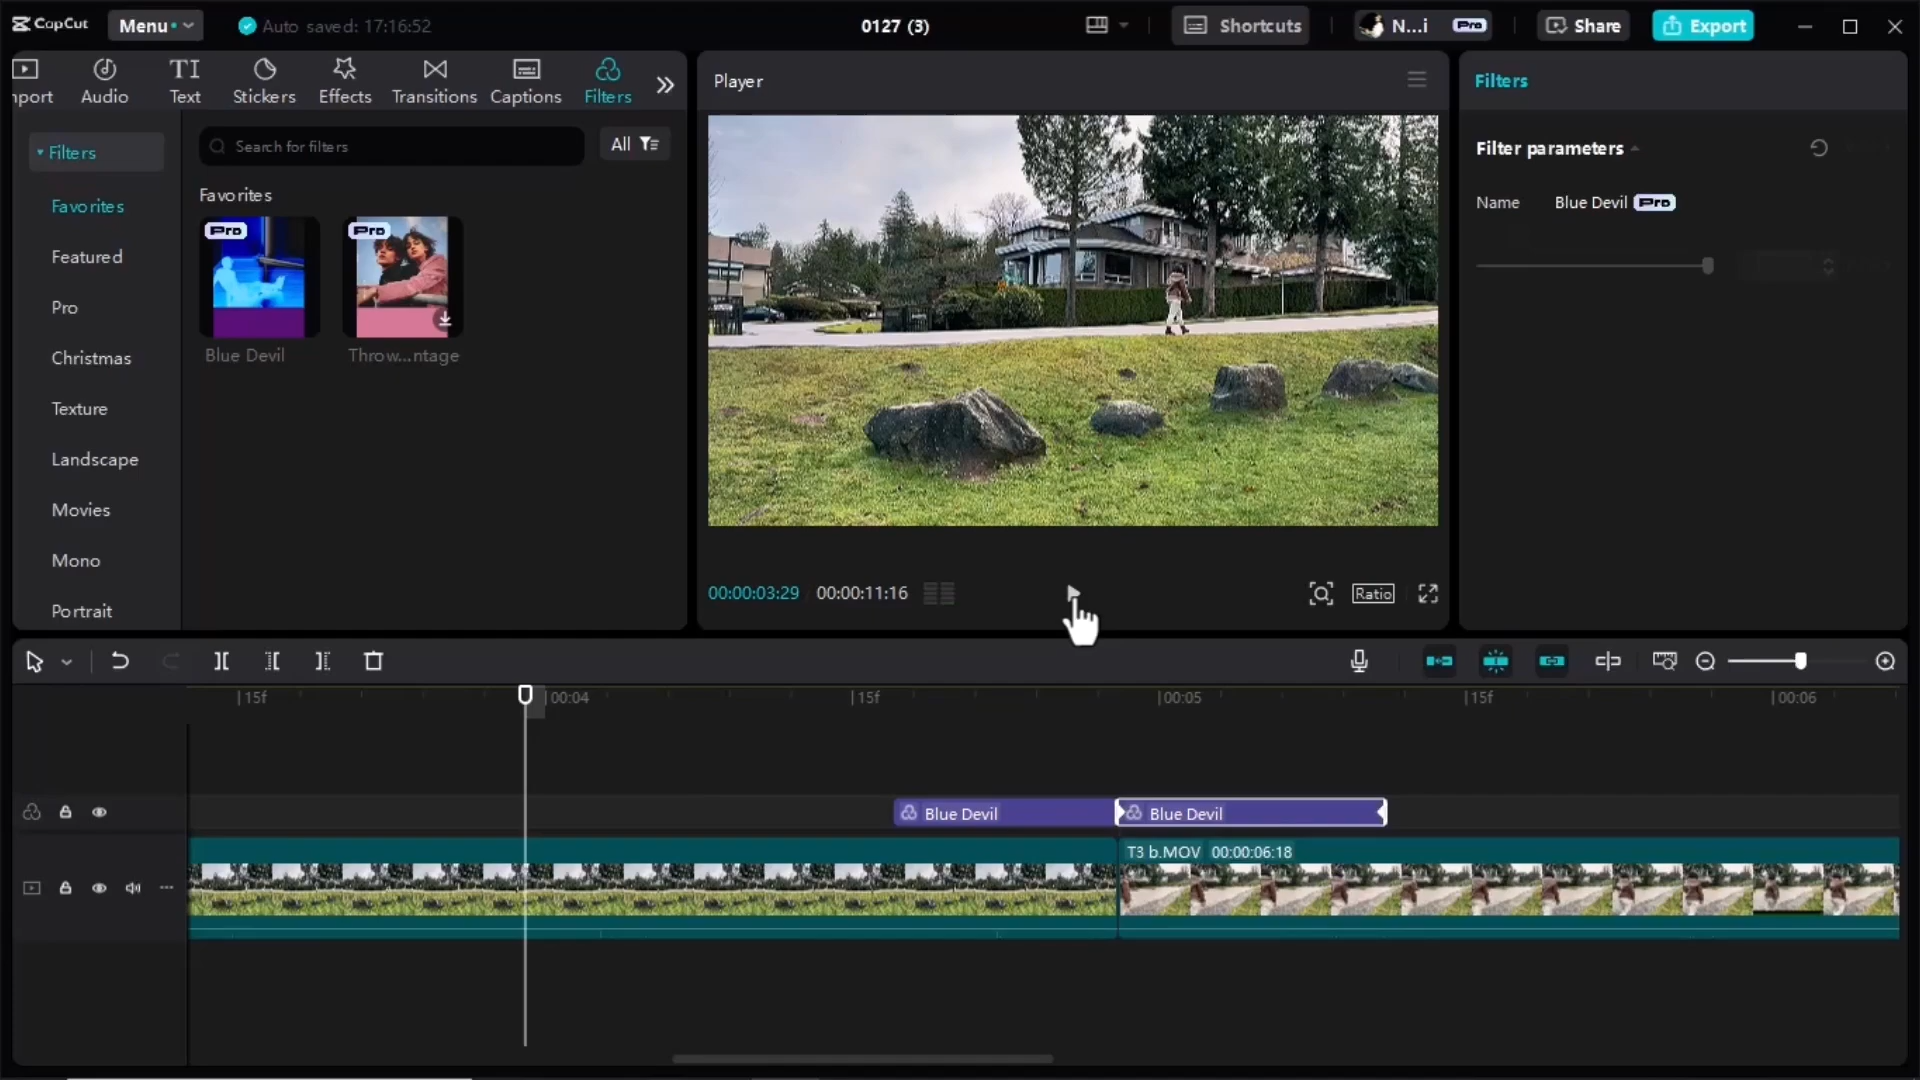 CapCut
Menu
Auto saved: 17:16:52
0127 (3)
Shortcuts
N...i
Pro
Share
Export
mport
Audio
TI
Text
Stickers
Effects
Transitions
Captions
Filters
Player
Filters
Filters
Search for filters
All
Filter parameters
Favorites
Favorites
Name
Blue Devil
Pro
Pro
Pro
Featured
Pro
Blue Devil
Throw...ntage
Christmas
Texture
Landscape
Movies
Mono
Portrait
00:00:03:29
00:00:11:16
Ratio
15f
00:04
15f
00:05
15f
00:06
Blue Devil
Blue Devil
T3 b.MOV 00:00:06:18